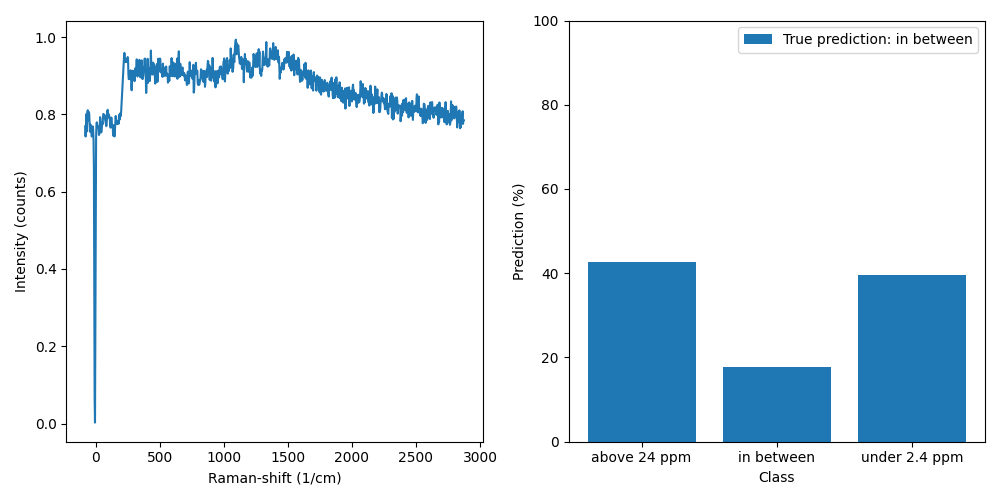 1.0
0.8
0.6
0.4
0.2
0.0
Intensity (counts)
0
500
1000
1500
2000
2500
3000
Raman-shift (1/cm)
100
80
60
40
20
0
Prediction (%)
True prediction: in between
above 24 ppm
in between
under 2.4 ppm
Class